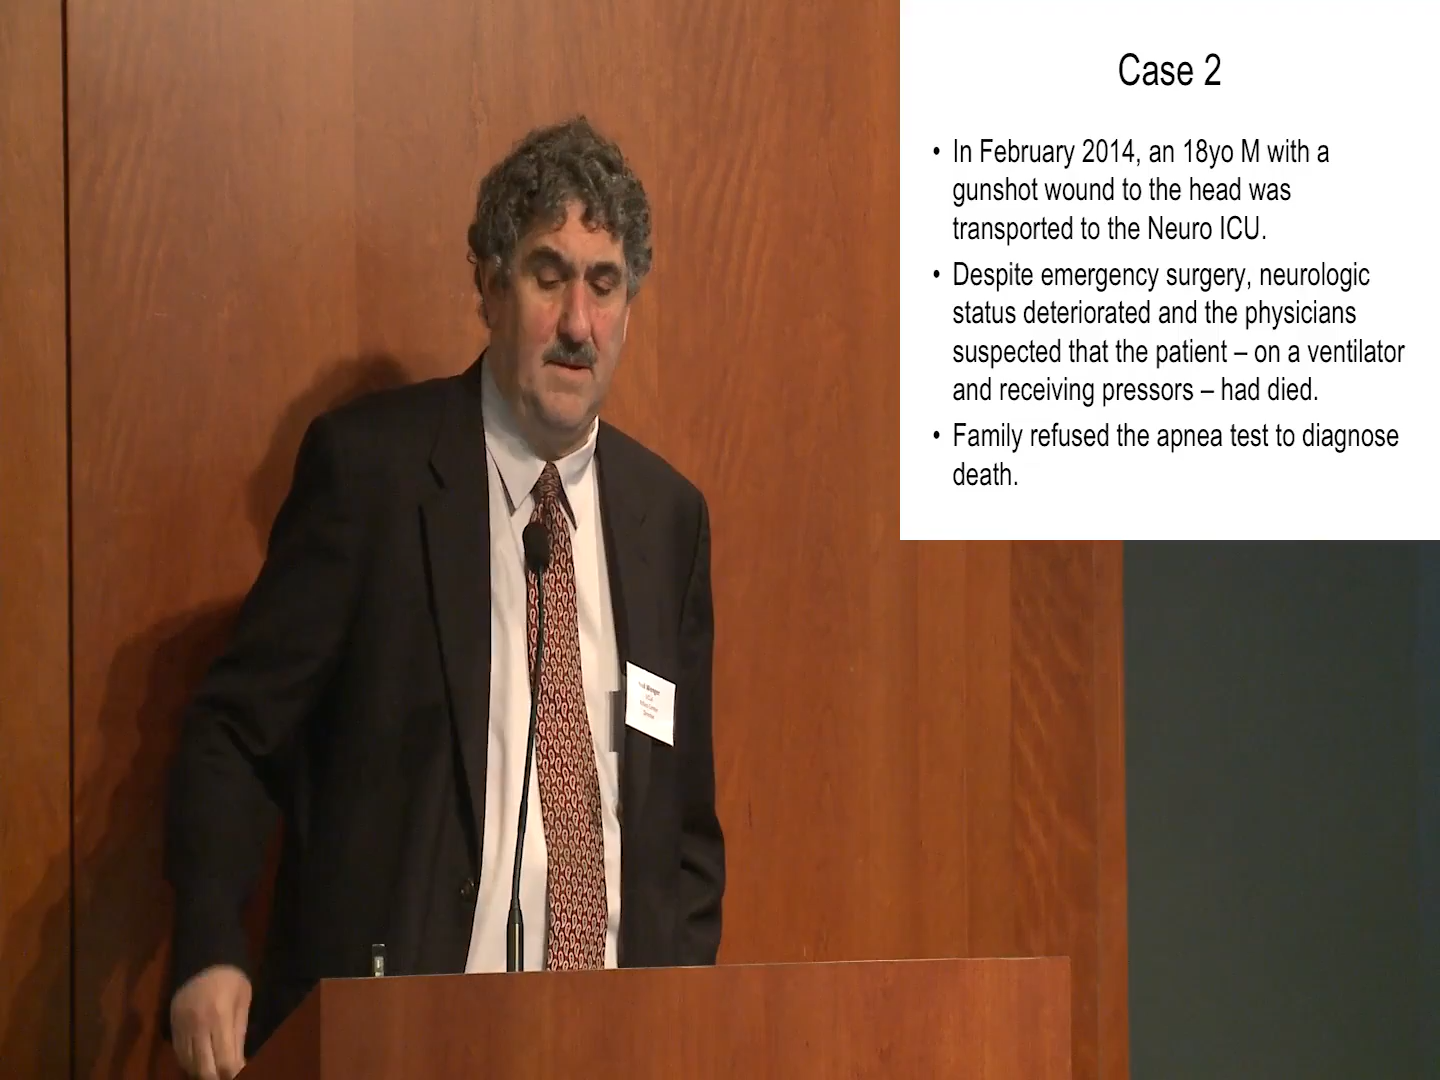 Case 2
• In February 2014, an 18yo M with a
gunshot wound to the head was
transported to the Neuro ICU.
• Despite emergency surgery, neurologic
status deteriorated and the physicians
suspected that the patient – on a ventilator
and receiving pressors – had died.
• Family refused the apnea test to diagnose
death.
Wenger
Director